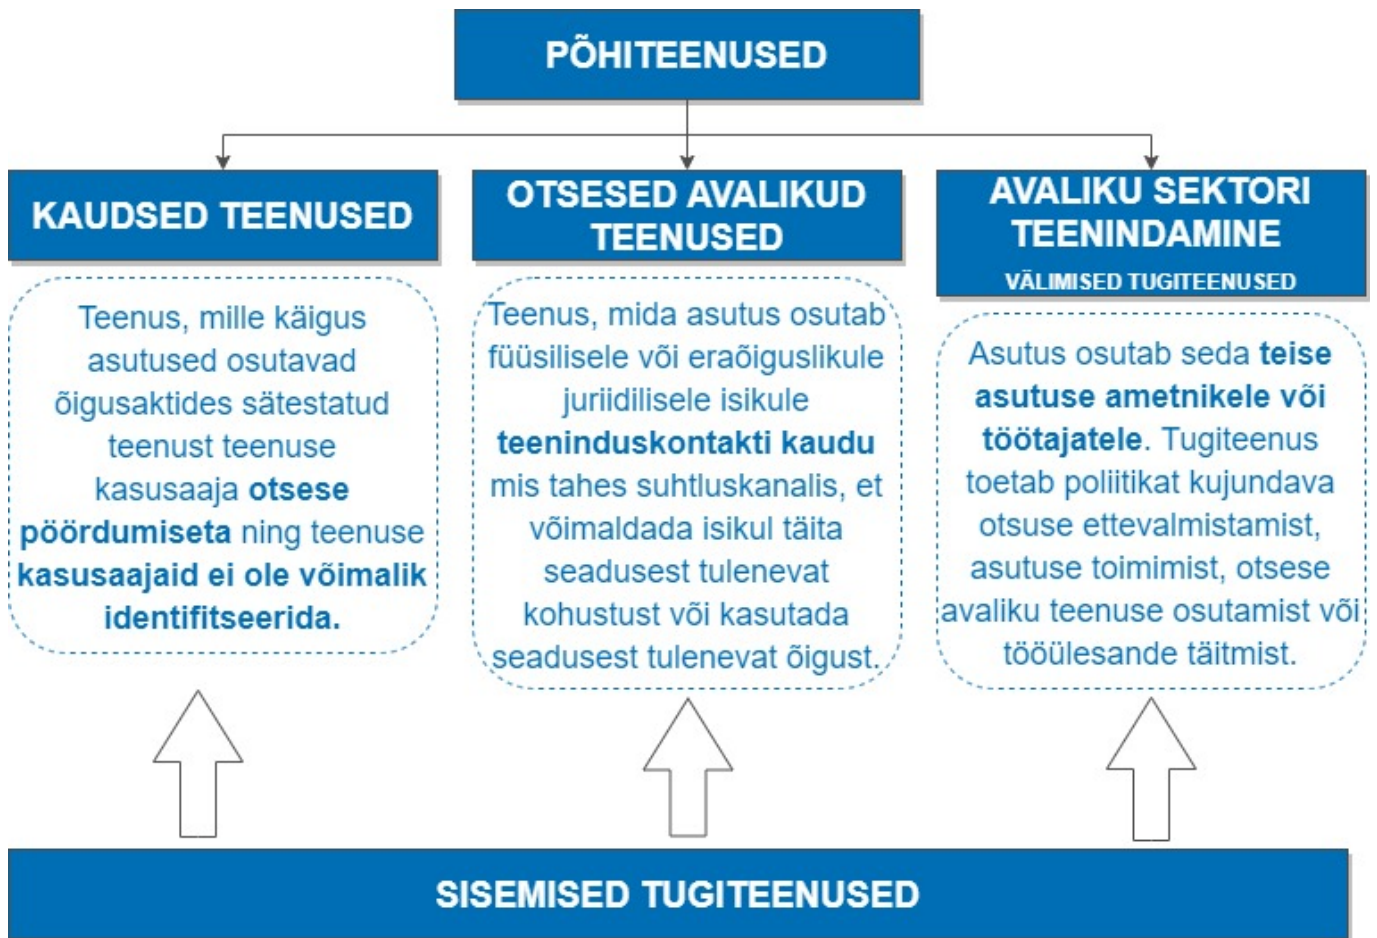 PÕHITEENUSED
KAUDSED TEENUSED
Teenus, mille käigus
asutused osutavad
õigusaktides sätestatud
teenust teenuse
kasusaaja otsese
pöördumiseta ning teenuse
kasusaajaid ei ole võimalik
identifitseerida.
OTSESED AVALIKUD
TEENUSED
Teenus, mida asutus osutab
füüsilisele või eraõiguslikule
juriidilisele isikule
teeninduskontakti kaudu
mis tahes suhtluskanalis, et
võimaldada isikul täita
seadusest tulenevat
kohustust või kasutada
seadusest tulenevat õigust.
AVALIKU SEKTORI
TEENINDAMINE
VÄLIMISED TUGITEENUSED
Asutus osutab seda teise
asutuse ametnikele või
töötajatele. Tugiteenus
toetab poliitikat kujundava
otsuse ettevalmistamist,
asutuse toimimist, otsese
avaliku teenuse osutamist või
tööülesande täitmist.
SISEMISED TUGITEENUSED